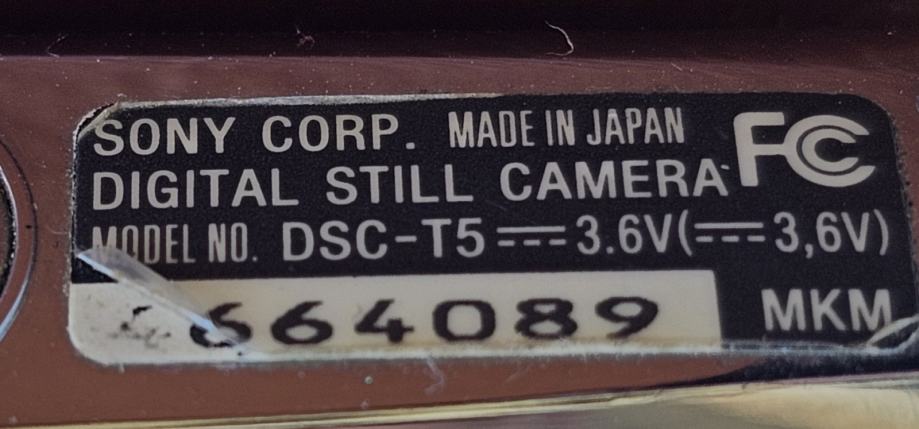 SONY CORP. MADE IN JAPAN FC
DIGITAL STILL CAMERA
MODEL NO. DSC-T5 ⎓ 3.6V(⎓ 3,6V)
664089 MKM